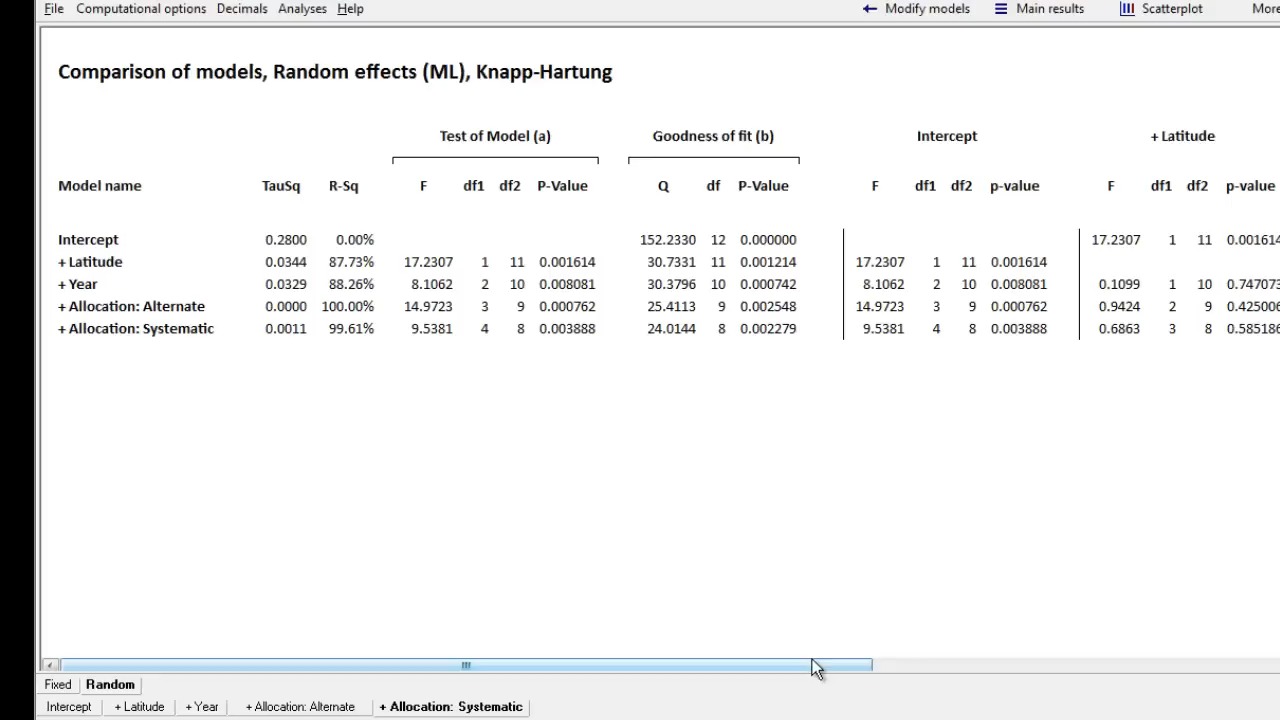 File Computational options Decimals Analyses Help Modify models Main results Scatterplot More
Comparison of models, Random effects (ML), Knapp-Hartung
Test of Model (a) Goodness of fit (b) Intercept + Latitude
Model name TauSq R-Sq F df1 df2 P-Value Q df P-Value F df1 df2 p-value F df1 df2 p-value
Intercept 0.2800 0.00% 152.2330 12 0.000000 17.2307 1 11 0.001614
+ Latitude 0.0344 87.73% 17.2307 1 11 0.001614 30.7331 11 0.001214 17.2307 1 11 0.001614
+ Year 0.0329 88.26% 8.1062 2 10 0.008081 30.3796 10 0.000742 8.1062 2 10 0.008081 0.1099 1 10 0.747073
+ Allocation: Alternate 0.0000 100.00% 14.9723 3 9 0.000762 25.4113 9 0.002548 14.9723 3 9 0.000762 0.9424 2 9 0.425006
+ Allocation: Systematic 0.0011 99.61% 9.5381 4 8 0.003888 24.0144 8 0.002279 9.5381 4 8 0.003888 0.6863 3 8 0.585186
Fixed Random
Intercept + Latitude + Year + Allocation: Alternate + Allocation: Systematic